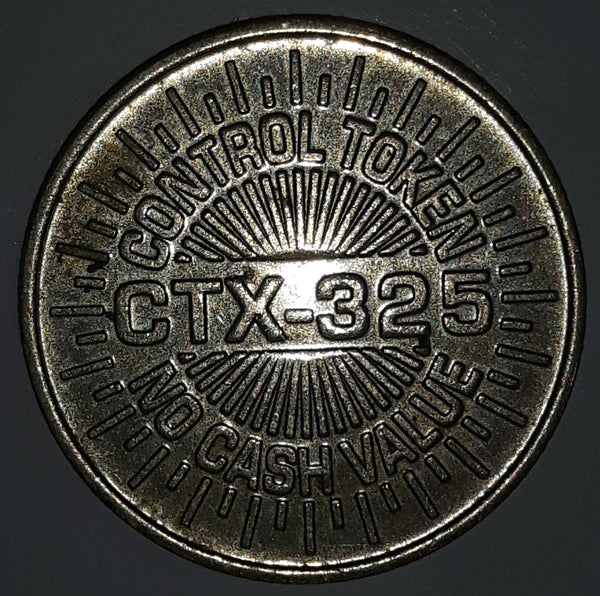 CONTROL TOKEN
CTX-325
NO CASH VALUE